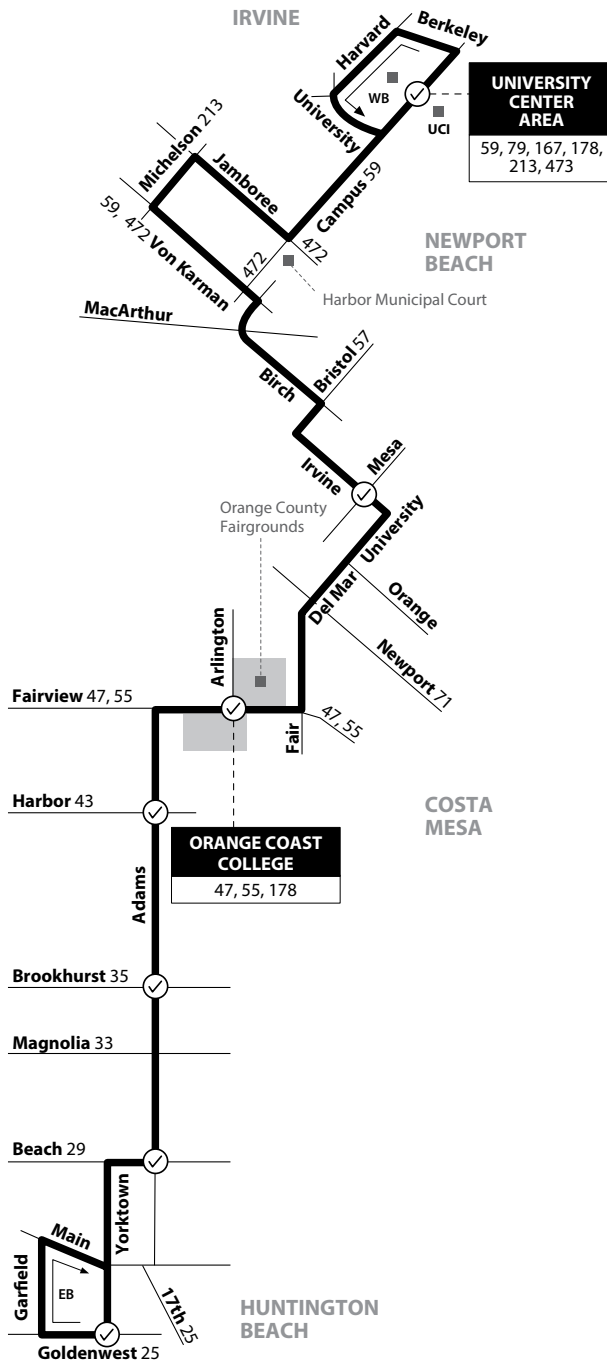 IRVINE
Berkeley
Harvard
WB
University
UCI
UNIVERSITY
CENTER
AREA
59, 79, 167, 178,
213, 473
Michelson 213
Jamboree
Campus 59
59, 472
Von Karman
472
472
NEWPORT
BEACH
Harbor Municipal Court
MacArthur
Birch
Bristol 57
Irvine
Mesa
University
Orange County
Fairgrounds
Del Mar
Orange
Newport 71
Arlington
Fairview 47, 55
Fair
47, 55
Harbor 43
COSTA
MESA
ORANGE COAST
COLLEGE
47, 55, 178
Adams
Brookhurst 35
Magnolia 33
Beach 29
Yorktown
Main
Garfield
EB
17th 25
HUNTINGTON
BEACH
Goldenwest 25